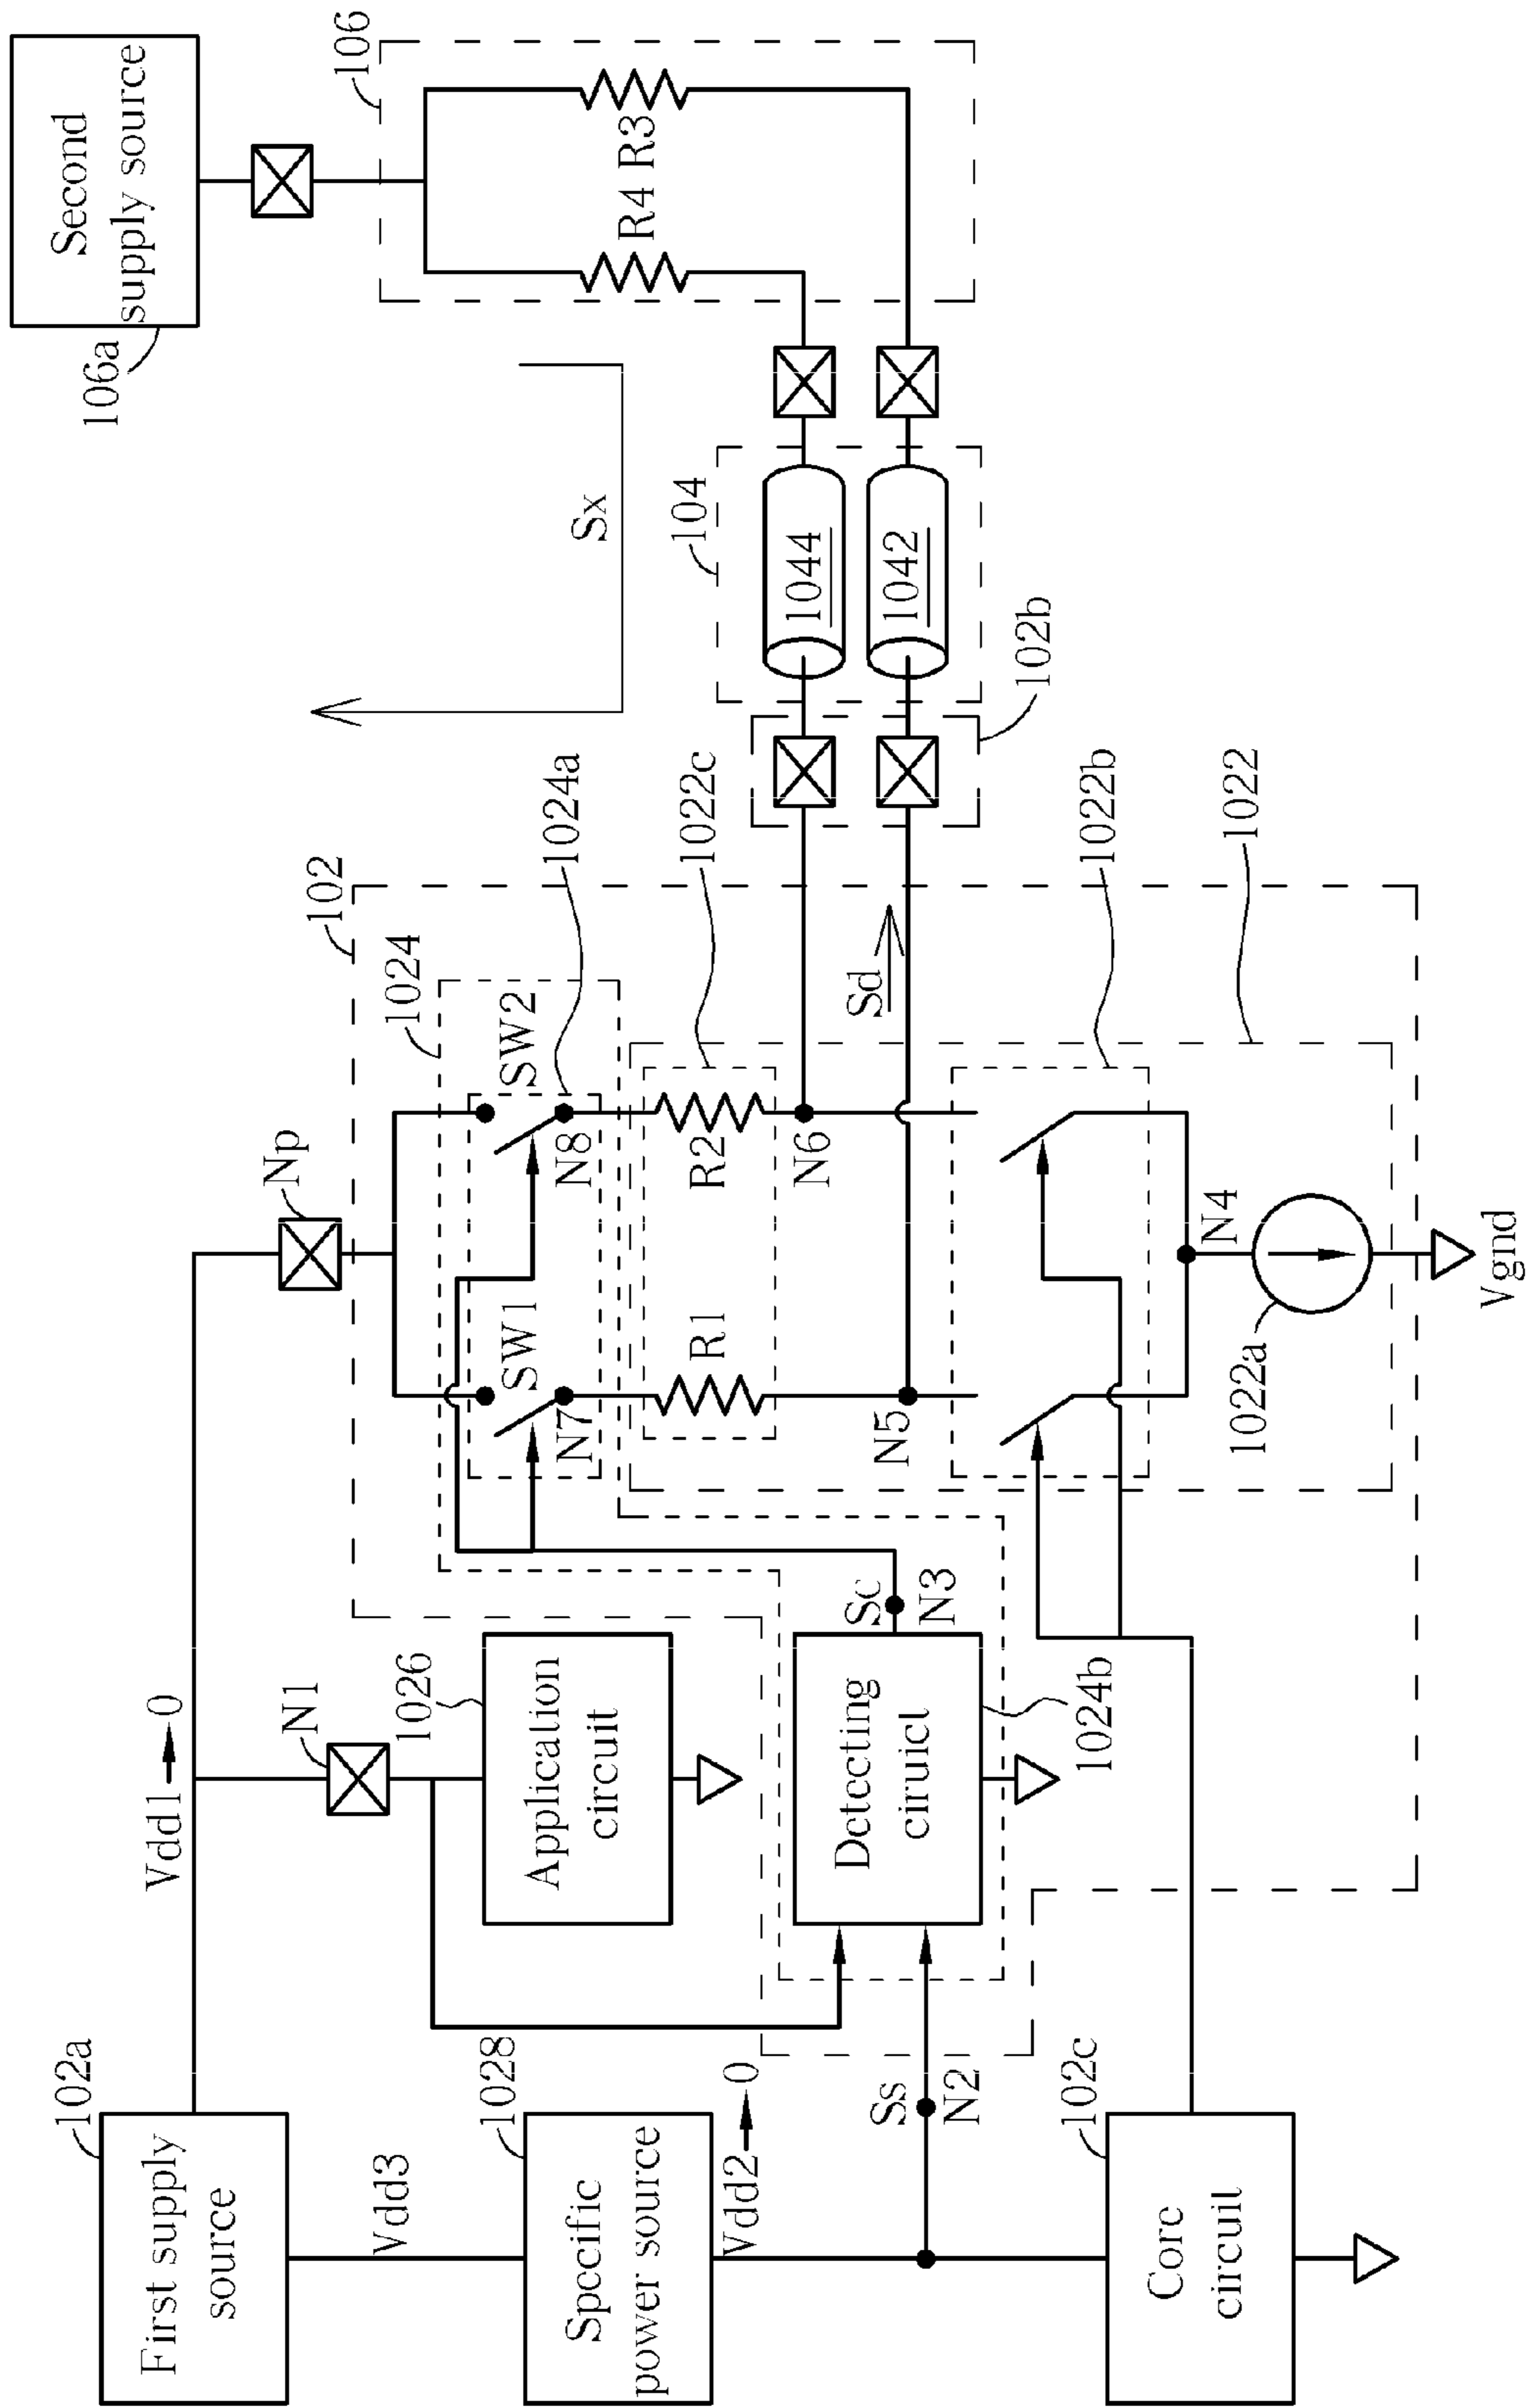 First supply
source
102a
Vdd3
Specific
power source
1028
Vdd2→0
Core
circuit
102c
Ss
N2
Vdd1→0
N1
Application
circuit
1026
Detecting
ciruict
1024b
Sc
N3
Np
102
1024
1024a
SW1
SW2
N7
N8
1022c
R1
R2
N5
N6
Sd
1022b
1022
N4
1022a
Vgnd
102b
104
1044
1042
Sx
106
R4
R3
Second
supply source
106a